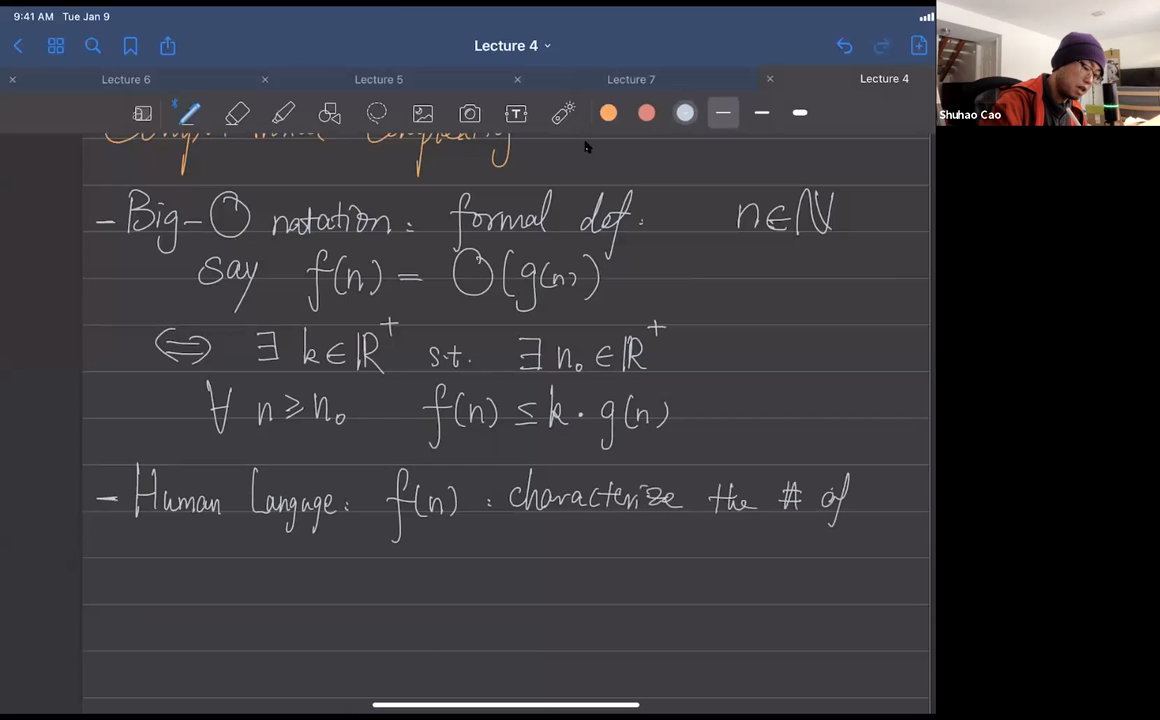 9:41 AM Tue Jan 9
Lecture 4
Lecture 6
Lecture 5
Lecture 7
Lecture 4
Shuhao Cao
Complexity
- Big-O notation: formal def: n ∈ ℕ
Say f(n) = O(g(n))
⇔ ∃ k ∈ ℝ⁺ s.t. ∃ n₀ ∈ ℝ⁺
∀ n ≥ n₀ f(n) ≤ k · g(n)
- Human Langage: f(n) : characterize the # of